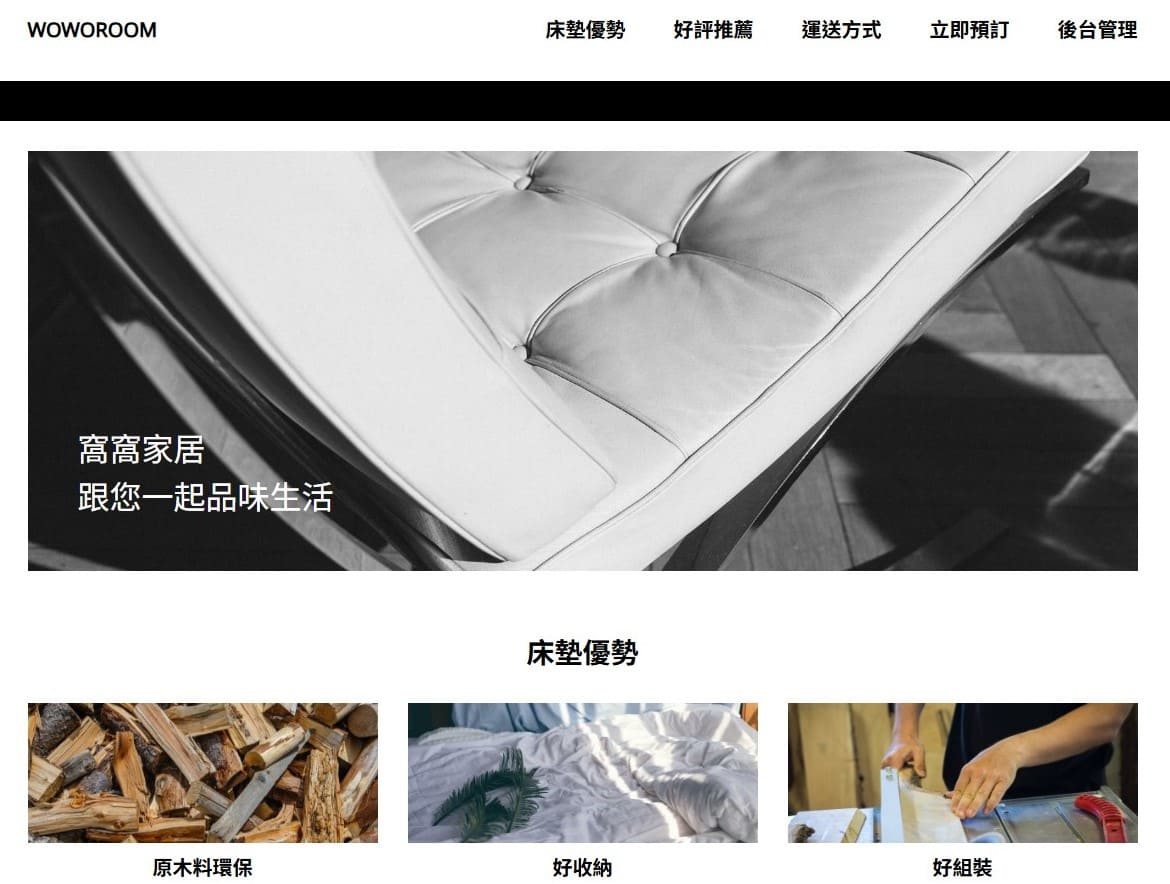 WOWOROOM
床墊優勢
好評推薦
運送方式
立即預訂
後台管理
窩窩家居
跟您一起品味生活
床墊優勢
原木料環保
好收納
好組裝